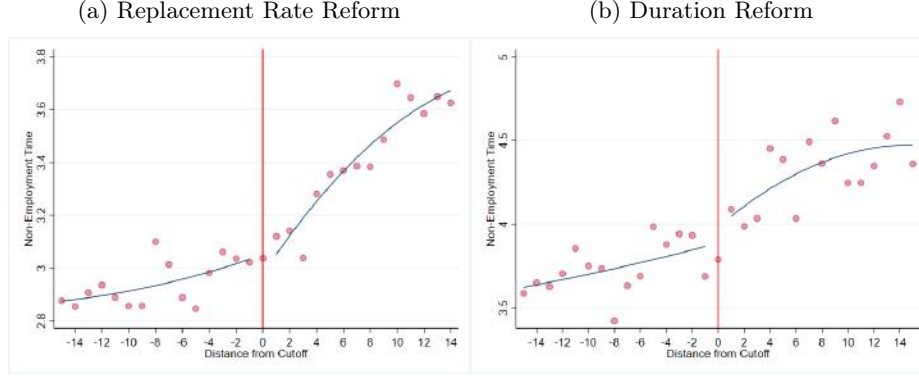 (a) Replacement Rate Reform
(b) Duration Reform
Non-Employment Time
3.8
3.6
3.4
3.2
3
2.8
-14 -12 -10 -8 -6 -4 -2 0 2 4 6 8 10 12 14
Distance from Cutoff
Non-Employment Time
5
4.5
4
3.5
-14 -12 -10 -8 -6 -4 -2 0 2 4 6 8 10 12 14
Distance from Cutoff